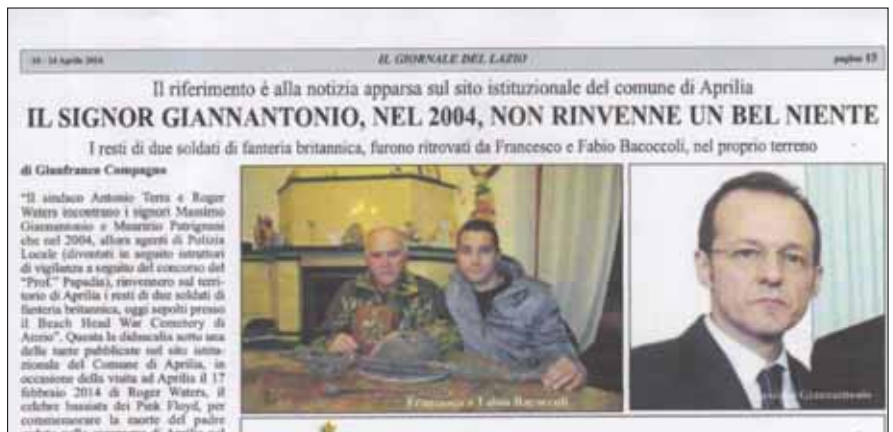 10 - 24 Aprile 2014
IL GIORNALE DEL LAZIO
pagina 15
Il riferimento é alla notizia apparsa sul sito istituzionale del comune di Aprilia
IL SIGNOR GIANNANTONIO, NEL 2004, NON RINVENNE UN BEL NIENTE
I resti di due soldati di fanteria britannica, furono ritrovati da Francesco e Fabio Bacoccoli, nel proprio terreno
di Gianfranco Compagno
"Il sindaco Antonio Terra e Roger
Waters incontrano i signori Massimo
Giannantonio e Maurizio Patrignani
che nel 2004, allora agenti di Polizia
Locale (diventati in seguito istruttori
di vigilanza a seguito del concorso del
"Prof." Papadia), rinvennero sul terri-
torio di Aprilia i resti di due soldati di
fanteria britannica, oggi sepolti presso
il Beach Head War Cemetery di
Anzio". Questa la didascalia sotto una
delle tante pubblicate nel sito istitu-
zionale del Comune di Aprilia, in
occasione della visita ad Aprilia il 17
febbraio 2014 di Roger Waters, il
celebre bassista dei Pink Floyd, per
commemorare la morte del padre
Francesco e Fabio Bacoccoli
Giannantonio